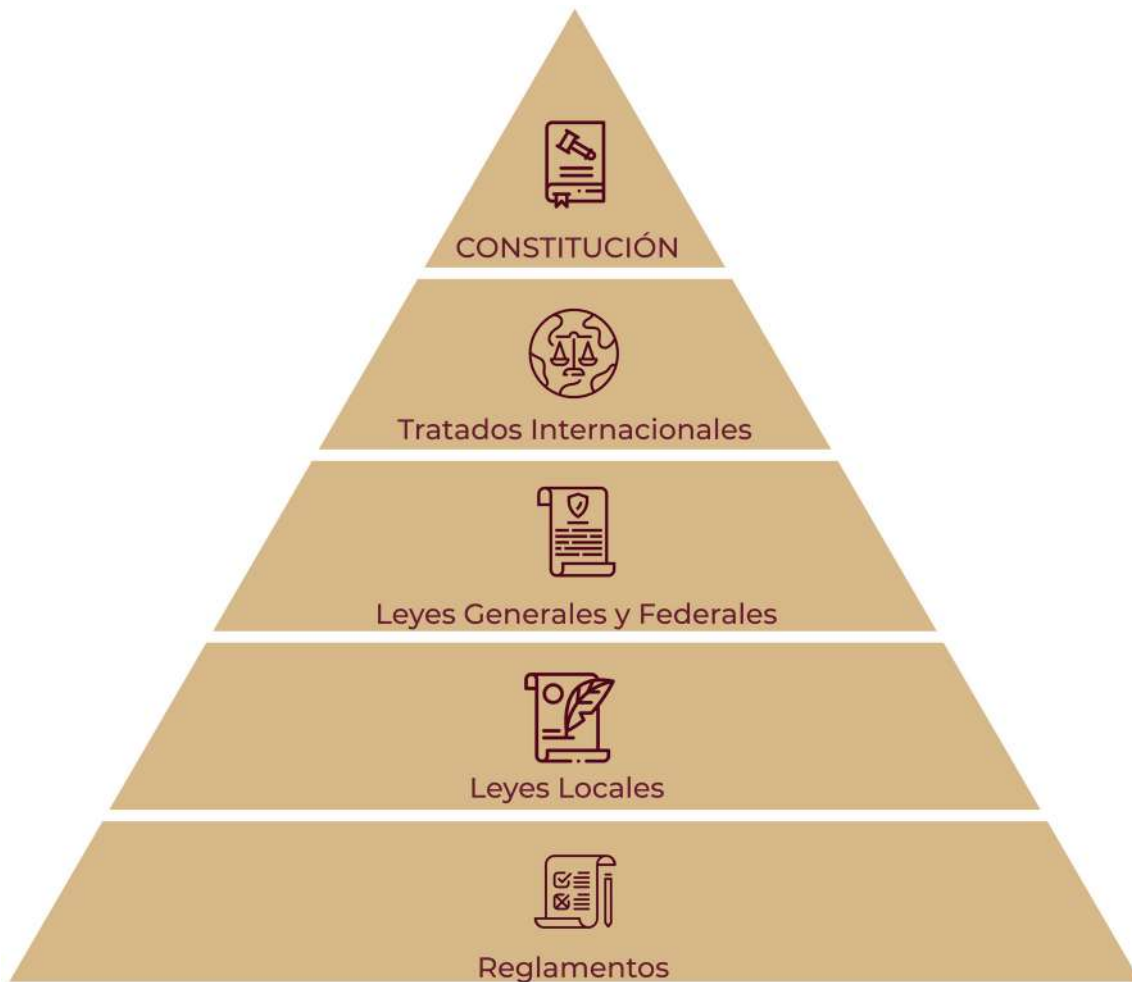 CONSTITUCIÓN
Tratados Internacionales
Leyes Generales y Federales
Leyes Locales
Reglamentos